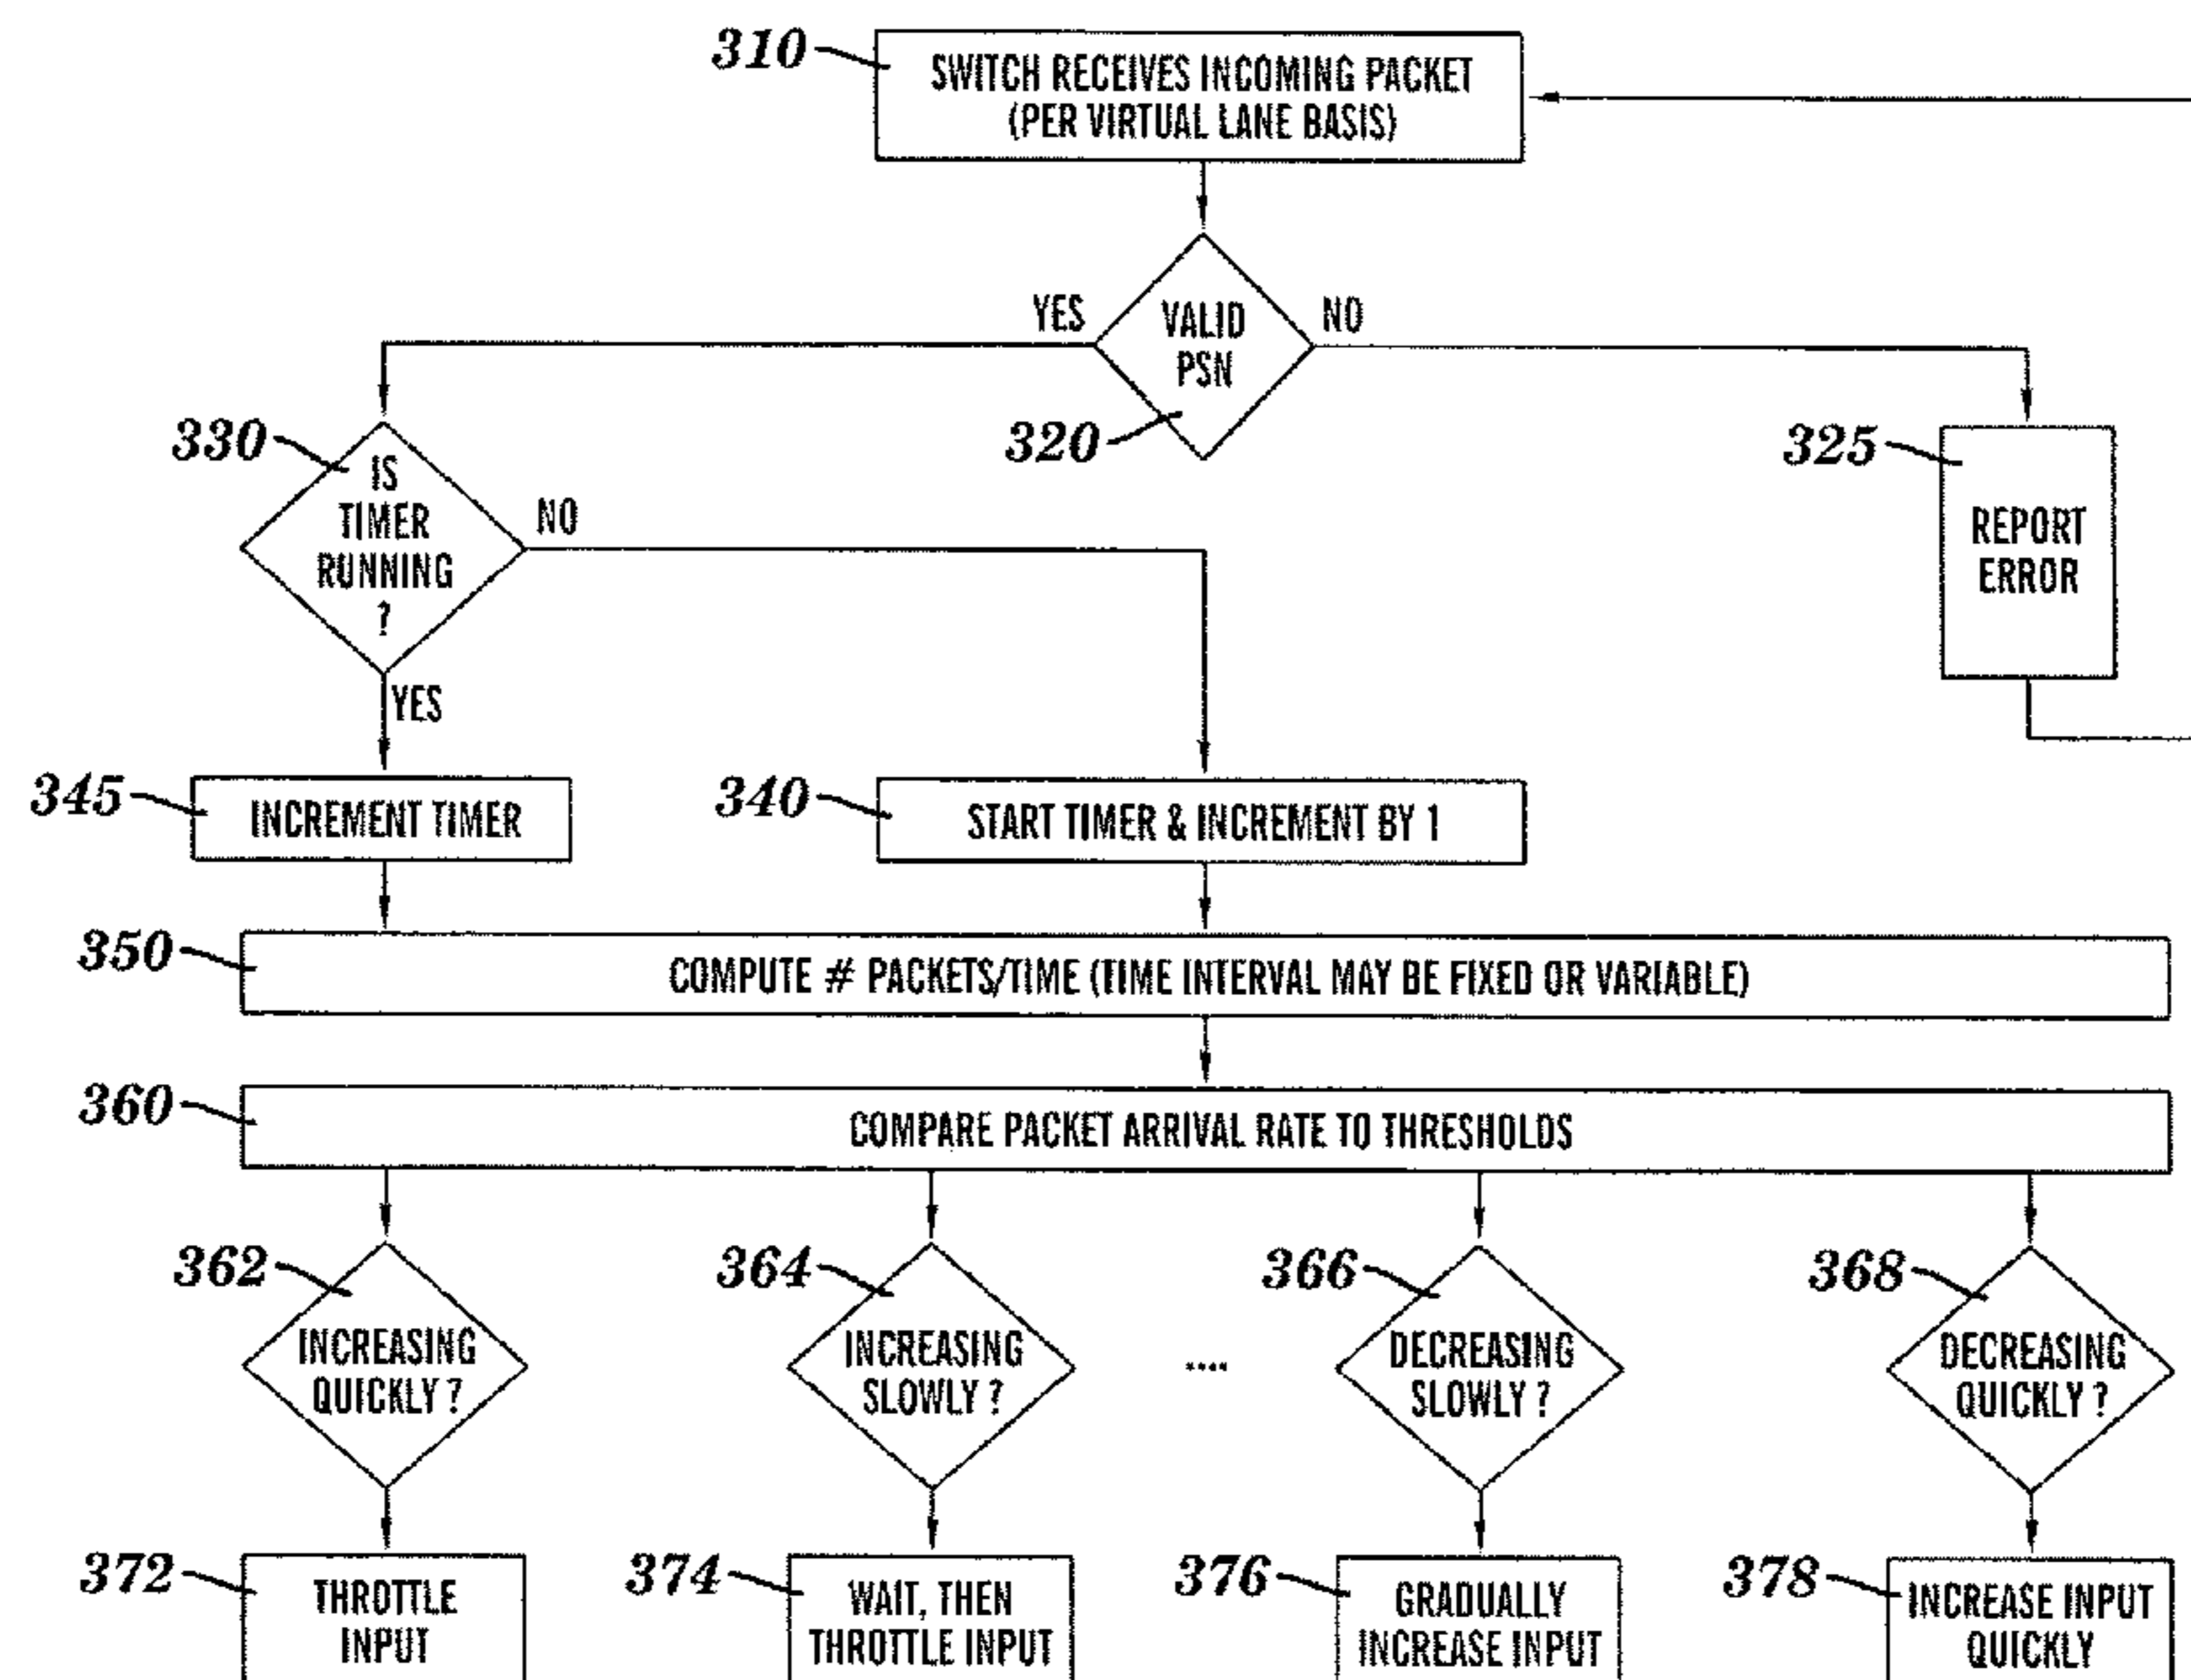 310
SWITCH RECEIVES INCOMING PACKET
(PER VIRTUAL LANE BASIS)
YES
VALID
PSN
NO
320
330
IS
TIMER
RUNNING
?
NO
YES
325
REPORT
ERROR
345
INCREMENT TIMER
340
START TIMER & INCREMENT BY 1
350
COMPUTE # PACKETS/TIME (TIME INTERVAL MAY BE FIXED OR VARIABLE)
360
COMPARE PACKET ARRIVAL RATE TO THRESHOLDS
362
INCREASING
QUICKLY ?
364
INCREASING
SLOWLY ?
....
366
DECREASING
SLOWLY ?
368
DECREASING
QUICKLY ?
372
THROTTLE
INPUT
374
WAIT, THEN
THROTTLE INPUT
376
GRADUALLY
INCREASE INPUT
378
INCREASE INPUT
QUICKLY